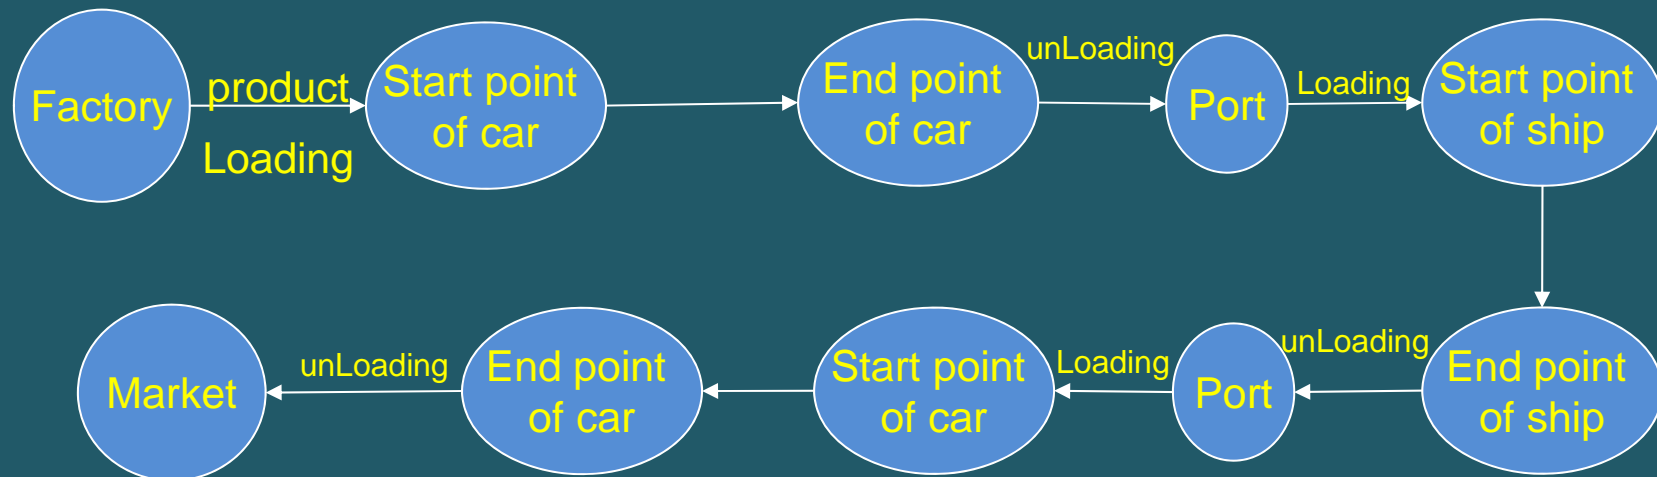 Factory
product
Loading
Start point
of car
End point
of car
unLoading
Port
Loading
Start point
of ship
Market
unLoading
End point
of car
Start point
of car
Loading
Port
unLoading
End point
of ship